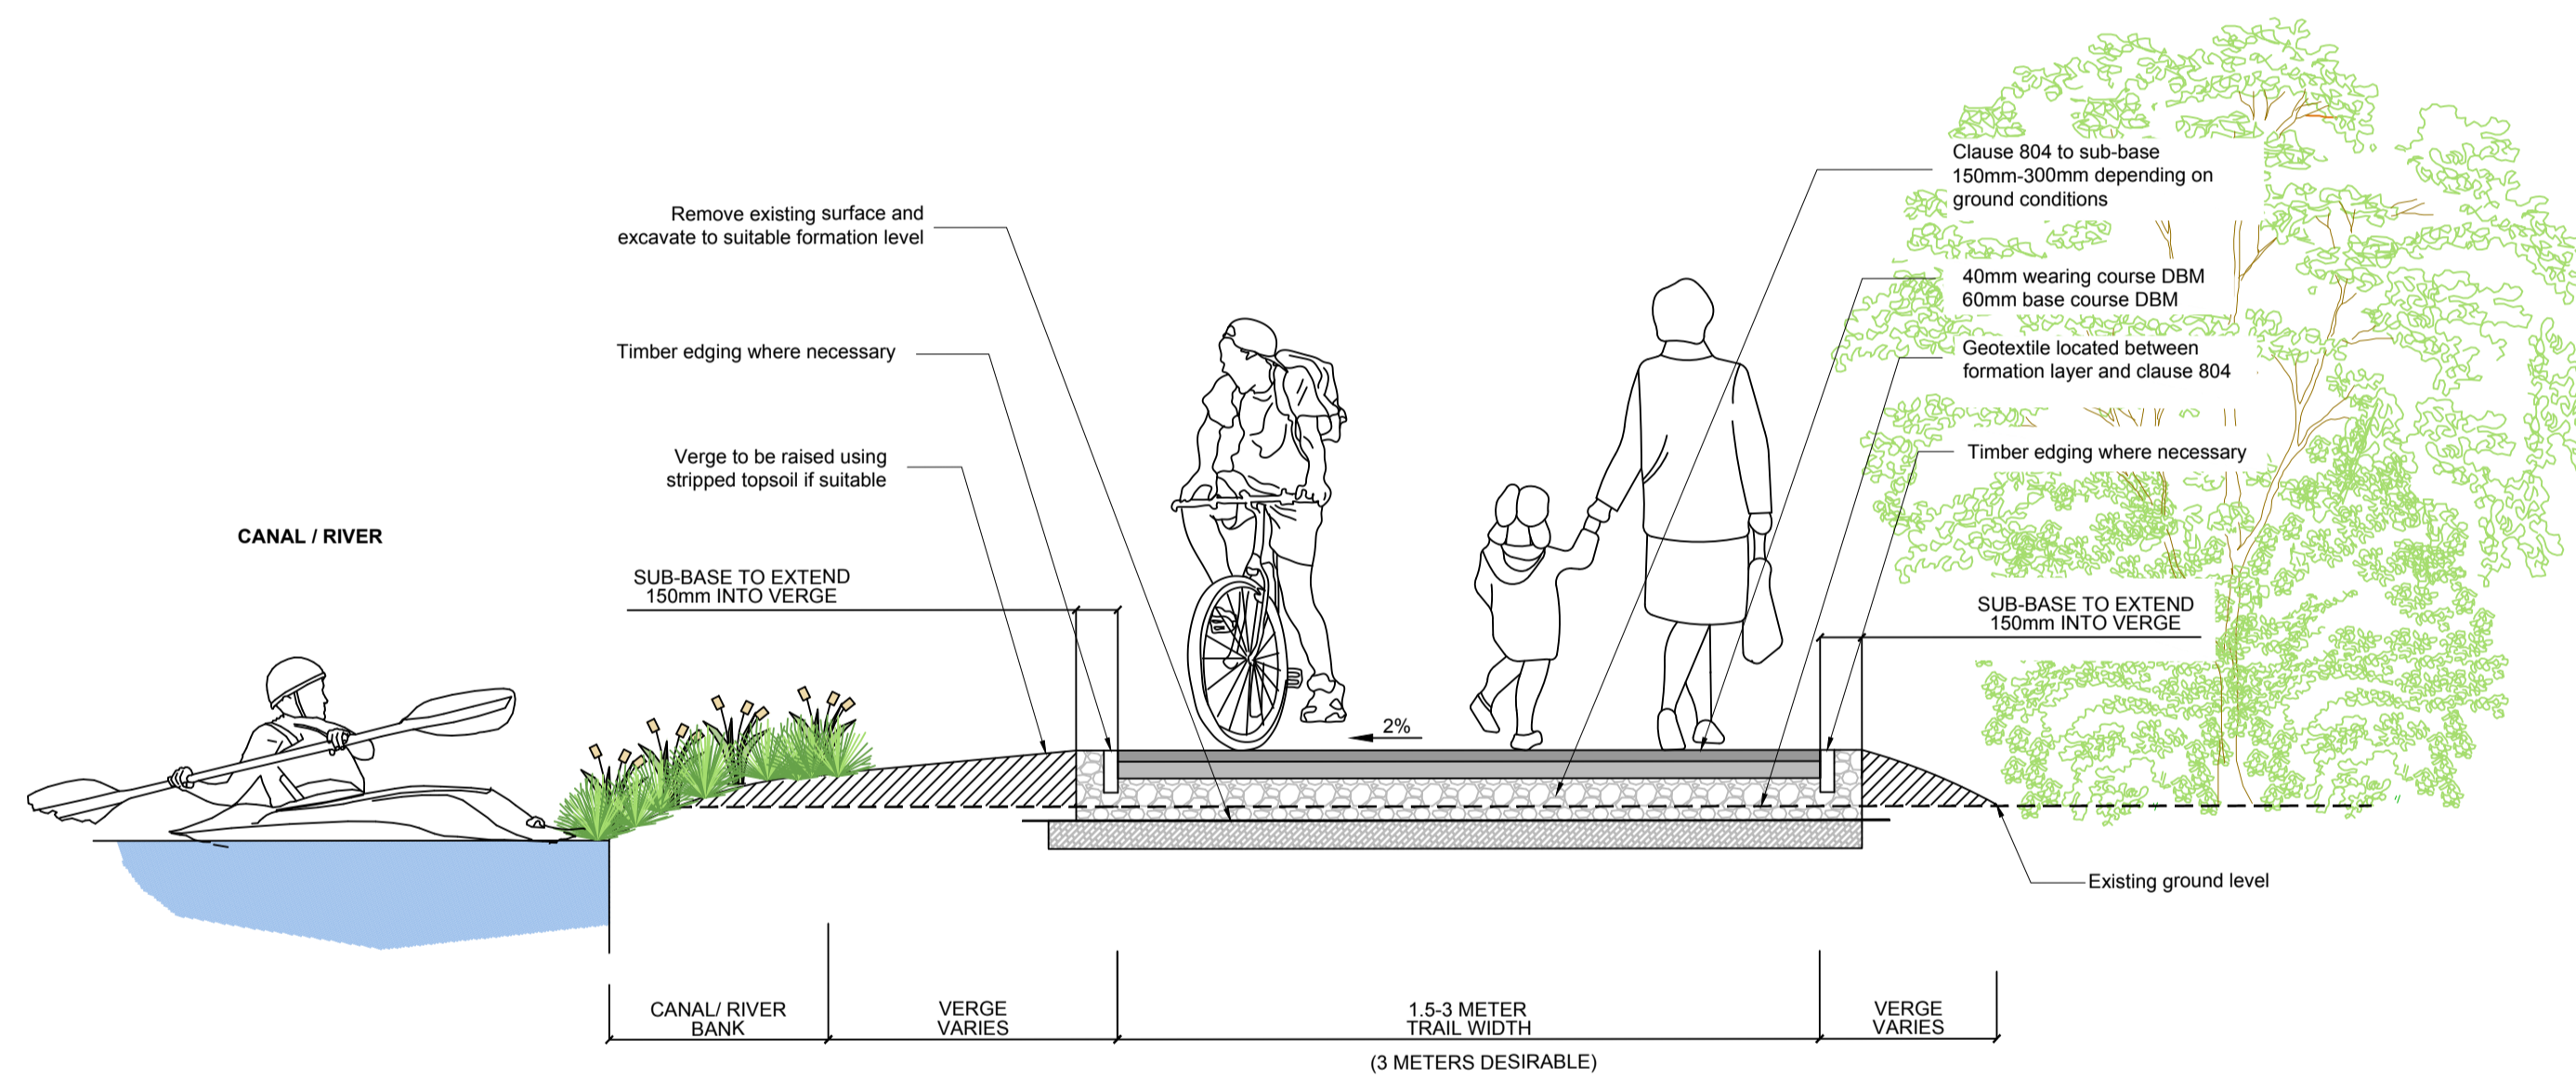 Clause 804 to sub-base
150mm-300mm depending on
ground conditions
Remove existing surface and
excavate to suitable formation level
40mm wearing course DBM
60mm base course DBM
Timber edging where necessary
Geotextile located between
formation layer and clause 804
Verge to be raised using
stripped topsoil if suitable
Timber edging where necessary
CANAL / RIVER
SUB-BASE TO EXTEND
150mm INTO VERGE
SUB-BASE TO EXTEND
150mm INTO VERGE
2%
Existing ground level
CANAL/ RIVER
BANK
VERGE
VARIES
1.5-3 METER
TRAIL WIDTH
(3 METERS DESIRABLE)
VERGE
VARIES